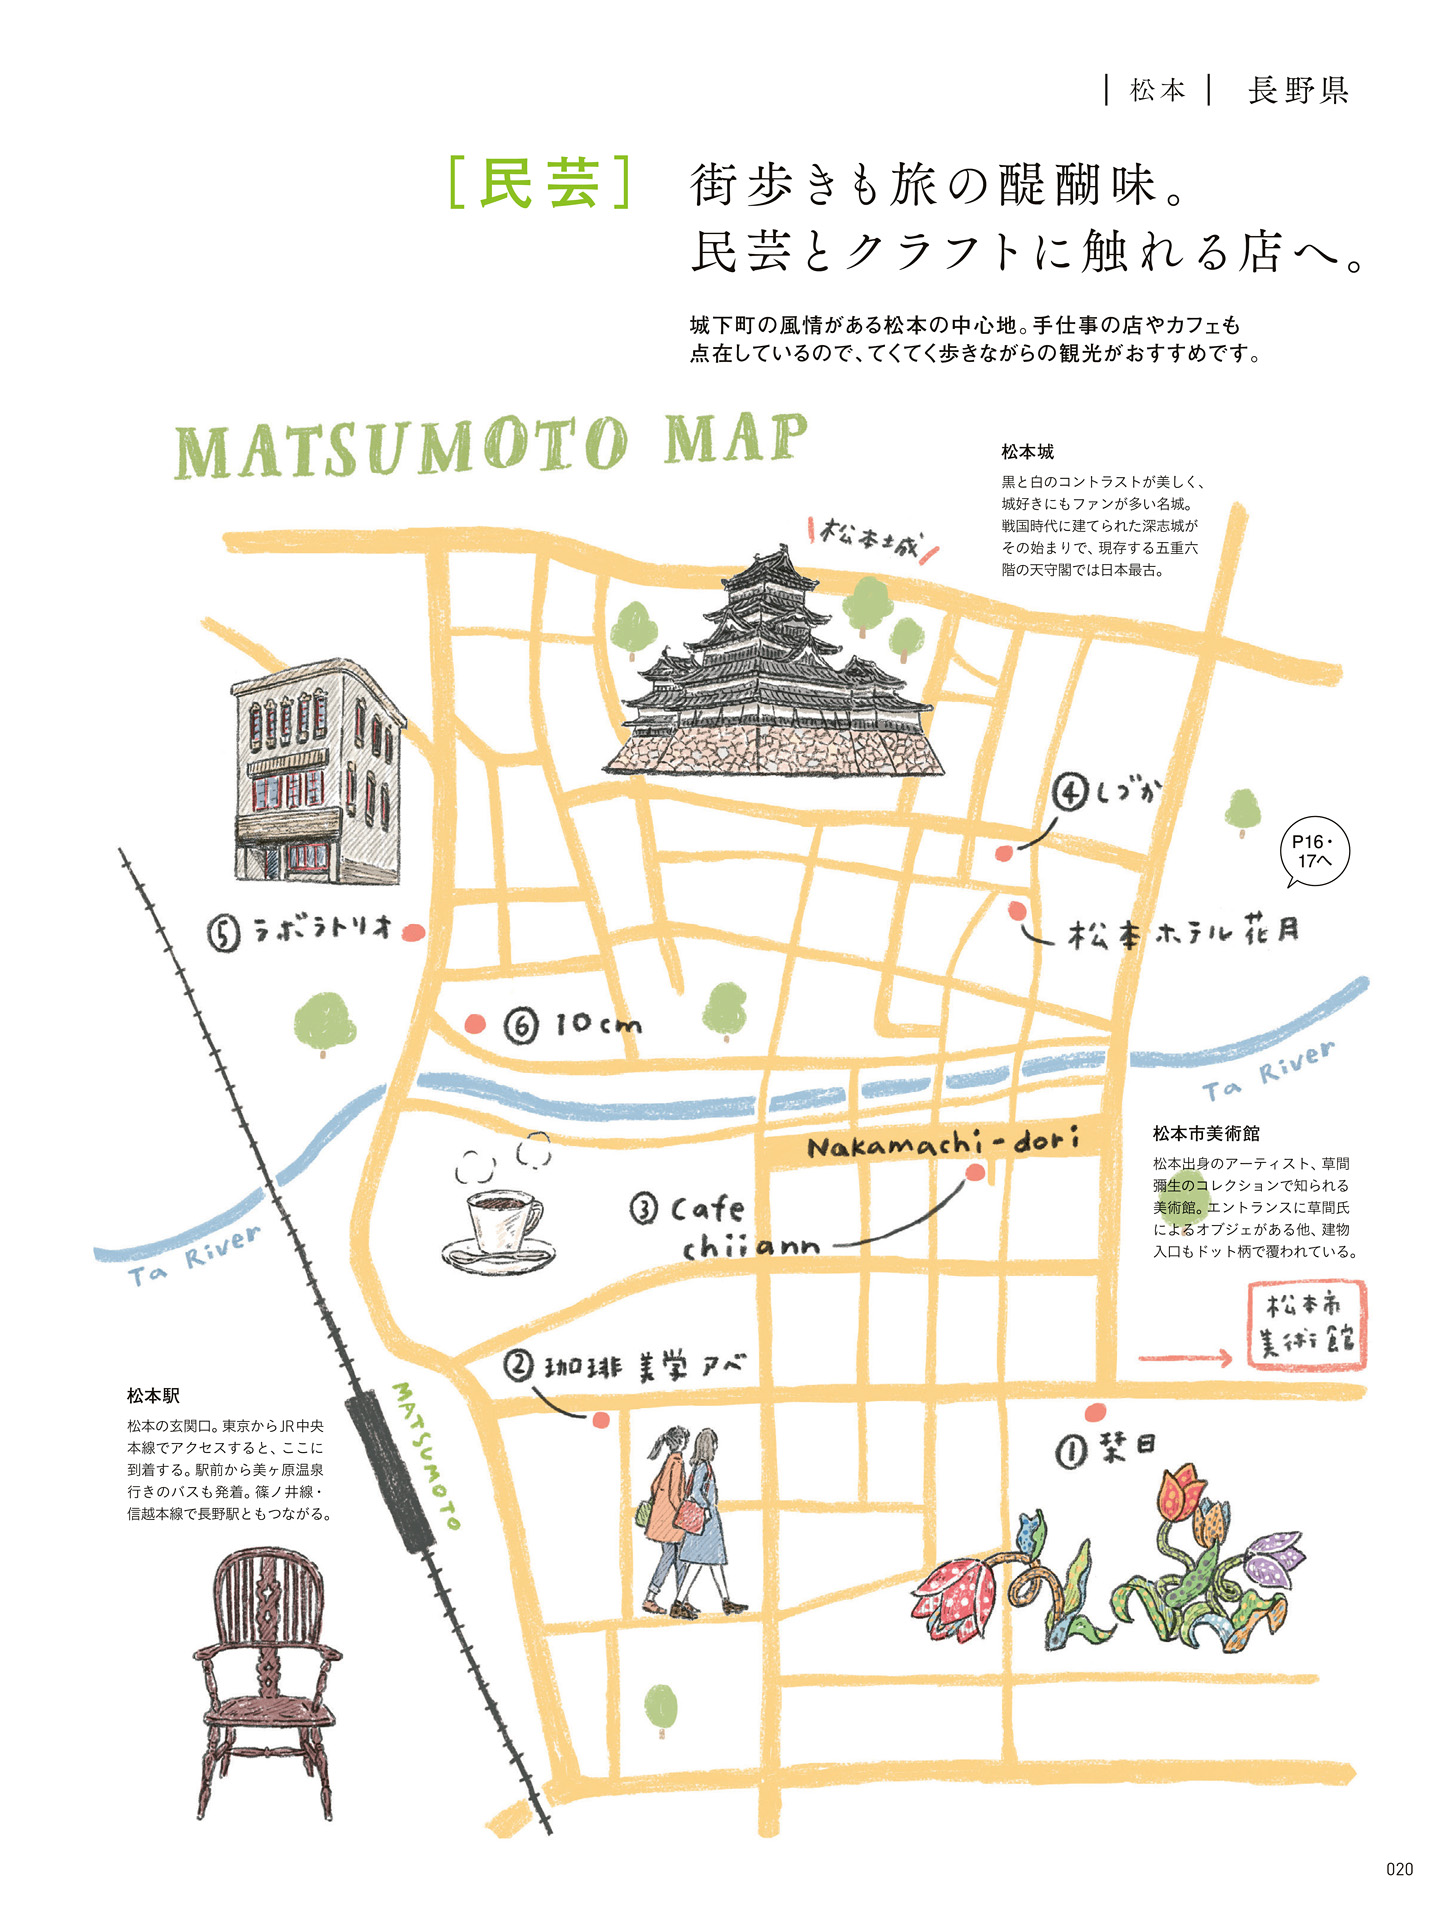 | 松本 | 長野県
［民芸］
街歩きも旅の醍醐味。
民芸とクラフトに触れる店へ。
城下町の風情がある松本の中心地。手仕事の店やカフェも
点在しているので、てくてく歩きながらの観光がおすすめです。
MATSUMOTO MAP
松本城
黒と白のコントラストが美しく、
城好きにもファンが多い名城。
戦国時代に建てられた深志城が
その始まりで、現存する五重六
階の天守閣では日本最古。
松本城
④しづか
P16・
17へ
松本ホテル花月
⑤ラボラトリオ
⑥10cm
Ta River
Nakamachi-dori
松本市美術館
松本出身のアーティスト、草間
彌生のコレクションで知られる
美術館。エントランスに草間氏
によるオブジェがある他、建物
入口もドット柄で覆われている。
③Cafe
chiiann
Ta River
松本市
美術館
②珈琲美学アベ
松本駅
松本の玄関口。東京からJR中央
本線でアクセスすると、ここに
到着する。駅前から美ヶ原温泉
行きのバスも発着。篠ノ井線・
信越本線で長野駅ともつながる。
MATSUMOTO
①栞日
020